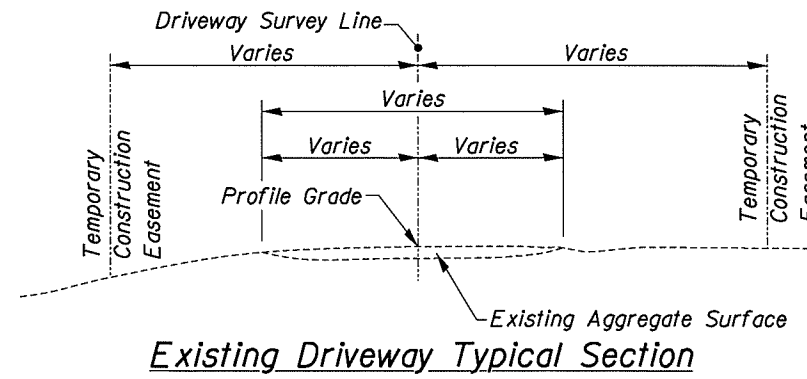 Driveway Survey Line
Varies
Varies
Varies
Varies
Varies
Temporary
Construction
Easement
Profile Grade
Temporary
Construction
Easement
Existing Aggregate Surface
Existing Driveway Typical Section